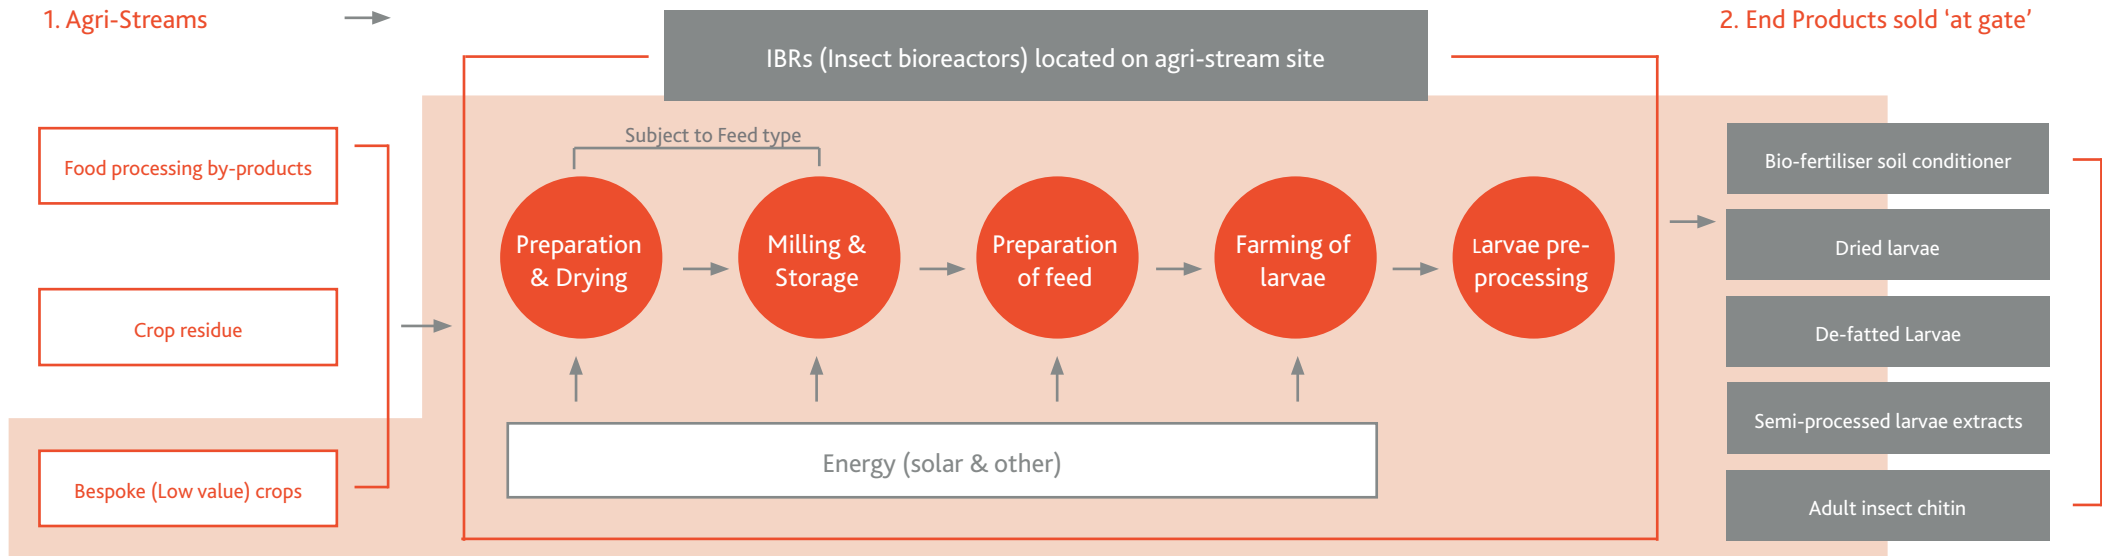 1. Agri-Streams
IBRs (Insect bioreactors) located on agri-stream site
2. End Products sold ‘at gate’
Food processing by-products
Crop residue
Bespoke (Low value) crops
Subject to Feed type
Preparation
& Drying
Milling &
Storage
Preparation
of feed
Farming of
larvae
Larvae pre-
processing
Energy (solar & other)
Bio-fertiliser soil conditioner
Dried larvae
De-fatted Larvae
Semi-processed larvae extracts
Adult insect chitin